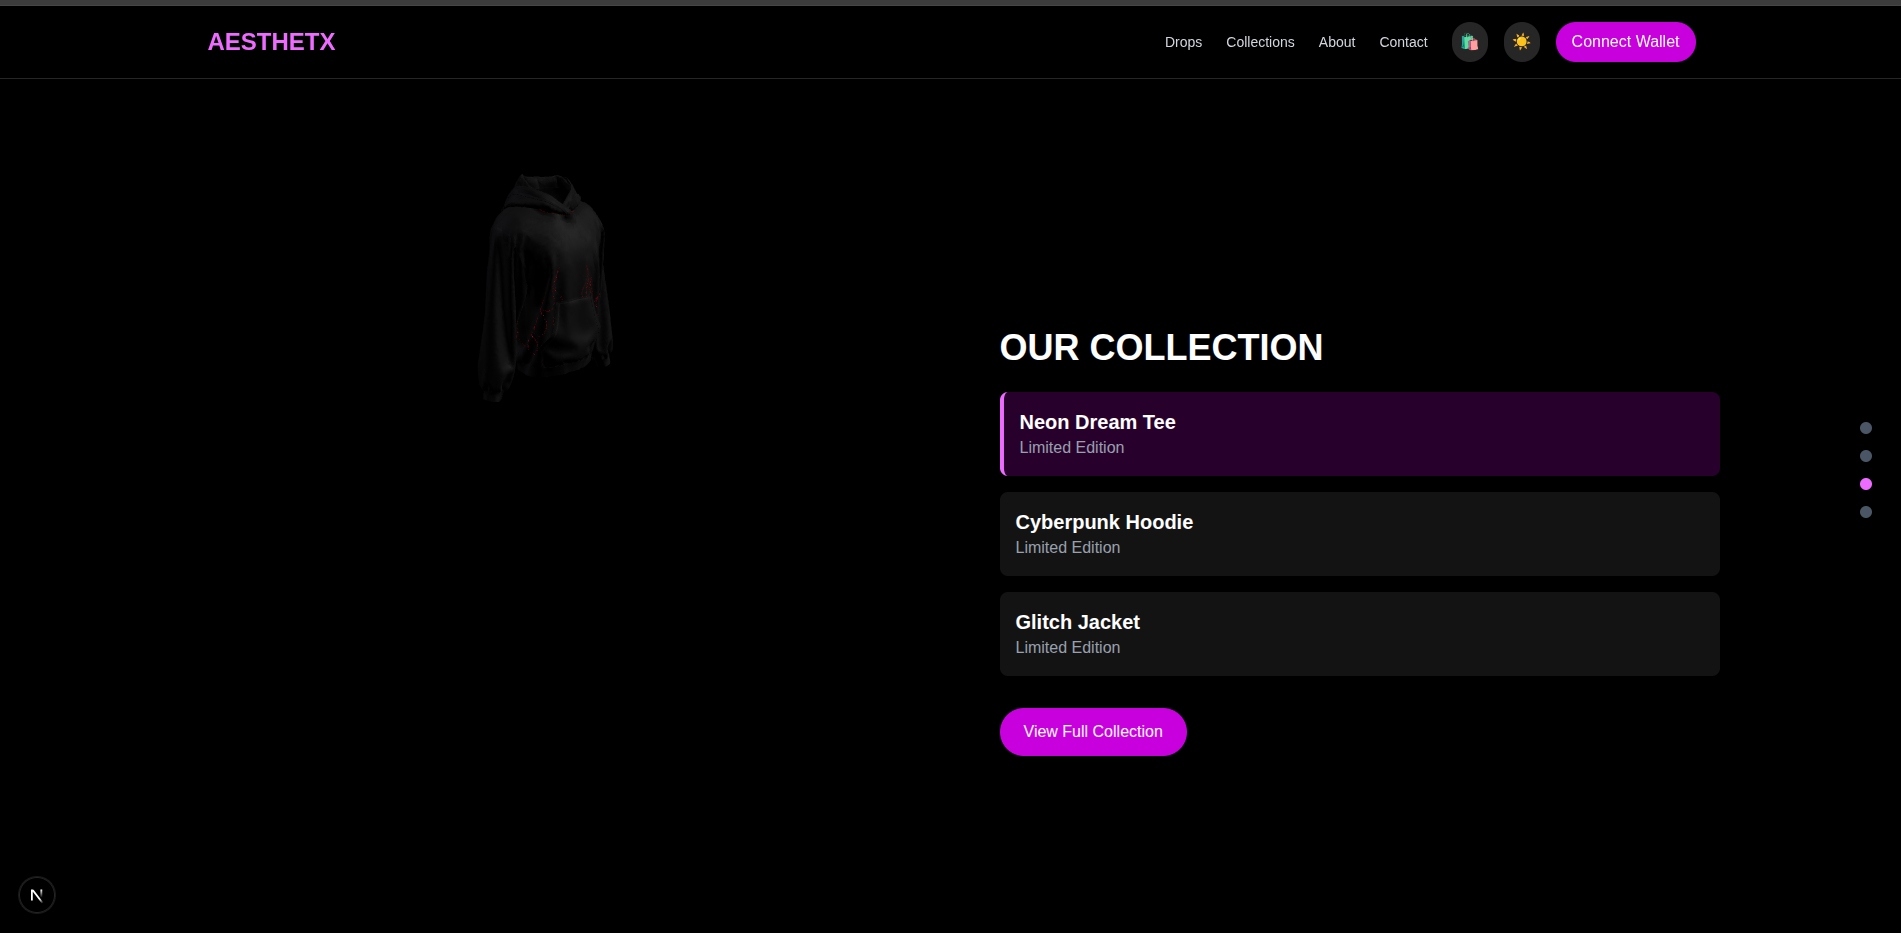 AESTHETX
Drops Collections About Contact Connect Wallet
OUR COLLECTION
Neon Dream Tee
Limited Edition
Cyberpunk Hoodie
Limited Edition
Glitch Jacket
Limited Edition
View Full Collection
N